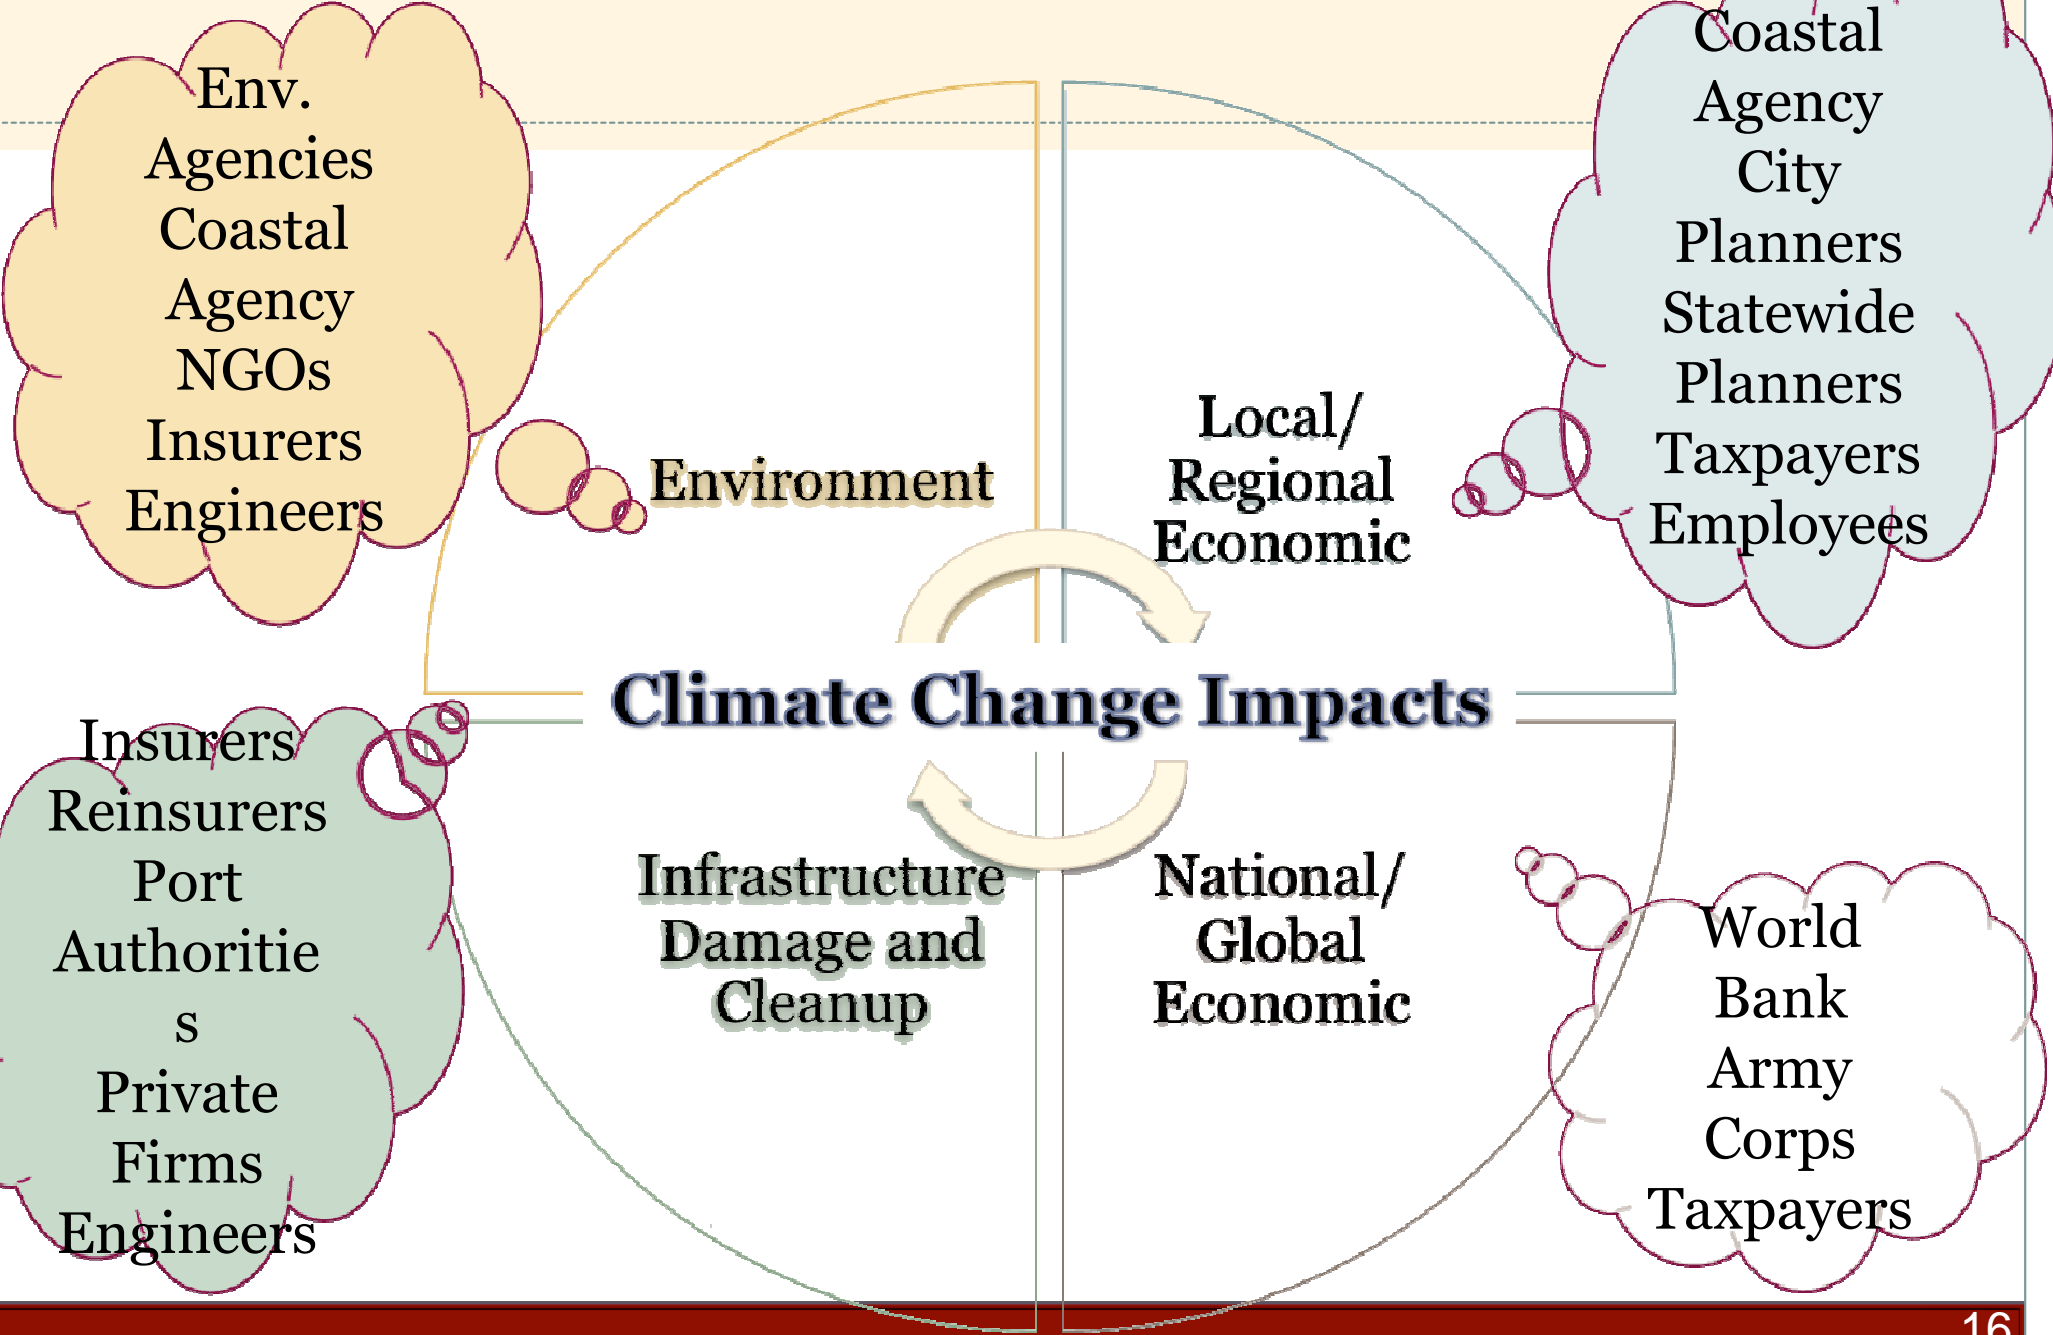 Env.
Agencies
Coastal
Agency
NGOs
Insurers
Engineers
Coastal
Agency
City
Planners
Statewide
Planners
Taxpayers
Employees
Environment
Local/
Regional
Economic
Climate Change Impacts
Insurers
Reinsurers
Port
Authoritie
s
Private
Firms
Engineers
Infrastructure
Damage and
Cleanup
National/
Global
Economic
World
Bank
Army
Corps
Taxpayers
16